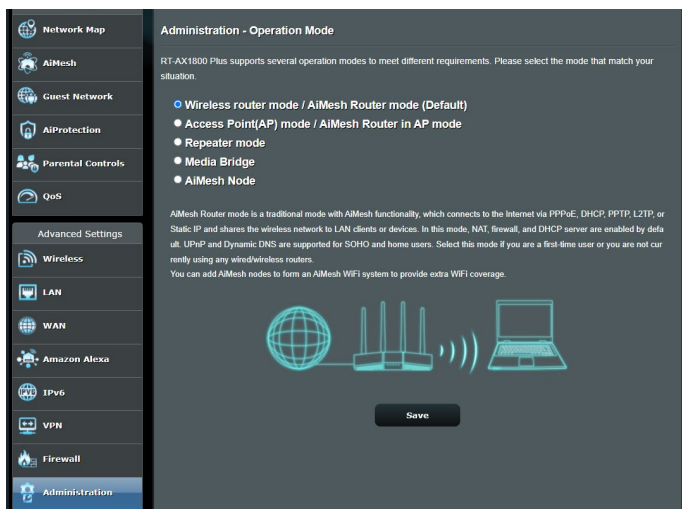 Network Map
AiMesh
Guest Network
AiProtection
Parental Controls
QoS
Advanced Settings
Wireless
LAN
WAN
Amazon Alexa
IPv6
VPN
Firewall
Administration
Administration - Operation Mode
RT-AX1800 Plus supports several operation modes to meet different requirements. Please select the mode that match your
situation.
Wireless router mode / AiMesh Router mode (Default)
Access Point(AP) mode / AiMesh Router in AP mode
Repeater mode
Media Bridge
AiMesh Node
AiMesh Router mode is a traditional mode with AiMesh functionality, which connects to the Internet via PPPoE, DHCP, PPTP, L2TP, or
Static IP and shares the wireless network to LAN clients or devices. In this mode, NAT, firewall, and DHCP server are enabled by defa
ult. UPnP and Dynamic DNS are supported for SOHO and home users. Select this mode if you are a first-time user or you are not cur
rently using any wired/wireless routers.
You can add AiMesh nodes to form an AiMesh WiFi system to provide extra WiFi coverage.
Save